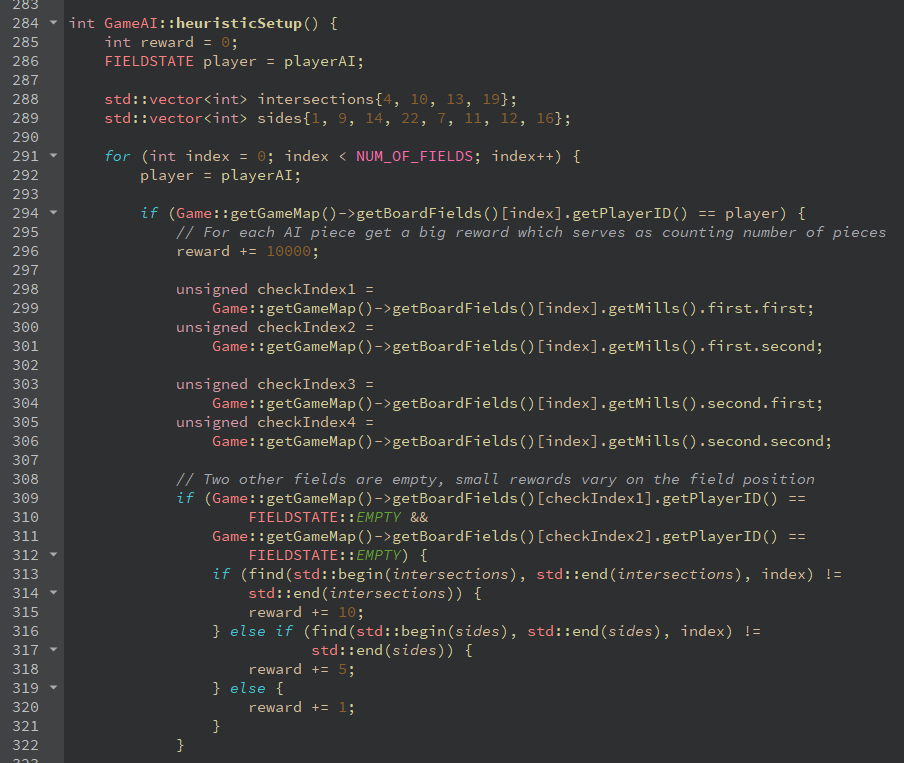 283
284 int GameAI::heuristicSetup() {
285 int reward = 0;
286 FIELDSTATE player = playerAI;
287
288 std::vector<int> intersections{4, 10, 13, 19};
289 std::vector<int> sides{1, 9, 14, 22, 7, 11, 12, 16};
290
291 for (int index = 0; index < NUM_OF_FIELDS; index++) {
292 player = playerAI;
293
294 if (Game::getGameMap()->getBoardFields()[index].getPlayerID() == player) {
295 // For each AI piece get a big reward which serves as counting number of pieces
296 reward += 10000;
297
298 unsigned checkIndex1 =
299 Game::getGameMap()->getBoardFields()[index].getMills().first.first;
300 unsigned checkIndex2 =
301 Game::getGameMap()->getBoardFields()[index].getMills().first.second;
302
303 unsigned checkIndex3 =
304 Game::getGameMap()->getBoardFields()[index].getMills().second.first;
305 unsigned checkIndex4 =
306 Game::getGameMap()->getBoardFields()[index].getMills().second.second;
307
308 // Two other fields are empty, small rewards vary on the field position
309 if (Game::getGameMap()->getBoardFields()[checkIndex1].getPlayerID() ==
310 FIELDSTATE::EMPTY &&
311 Game::getGameMap()->getBoardFields()[checkIndex2].getPlayerID() ==
312 FIELDSTATE::EMPTY) {
313 if (find(std::begin(intersections), std::end(intersections), index) !=
314 std::end(intersections)) {
315 reward += 10;
316 } else if (find(std::begin(sides), std::end(sides), index) !=
317 std::end(sides)) {
318 reward += 5;
319 } else {
320 reward += 1;
321 }
322 }
323